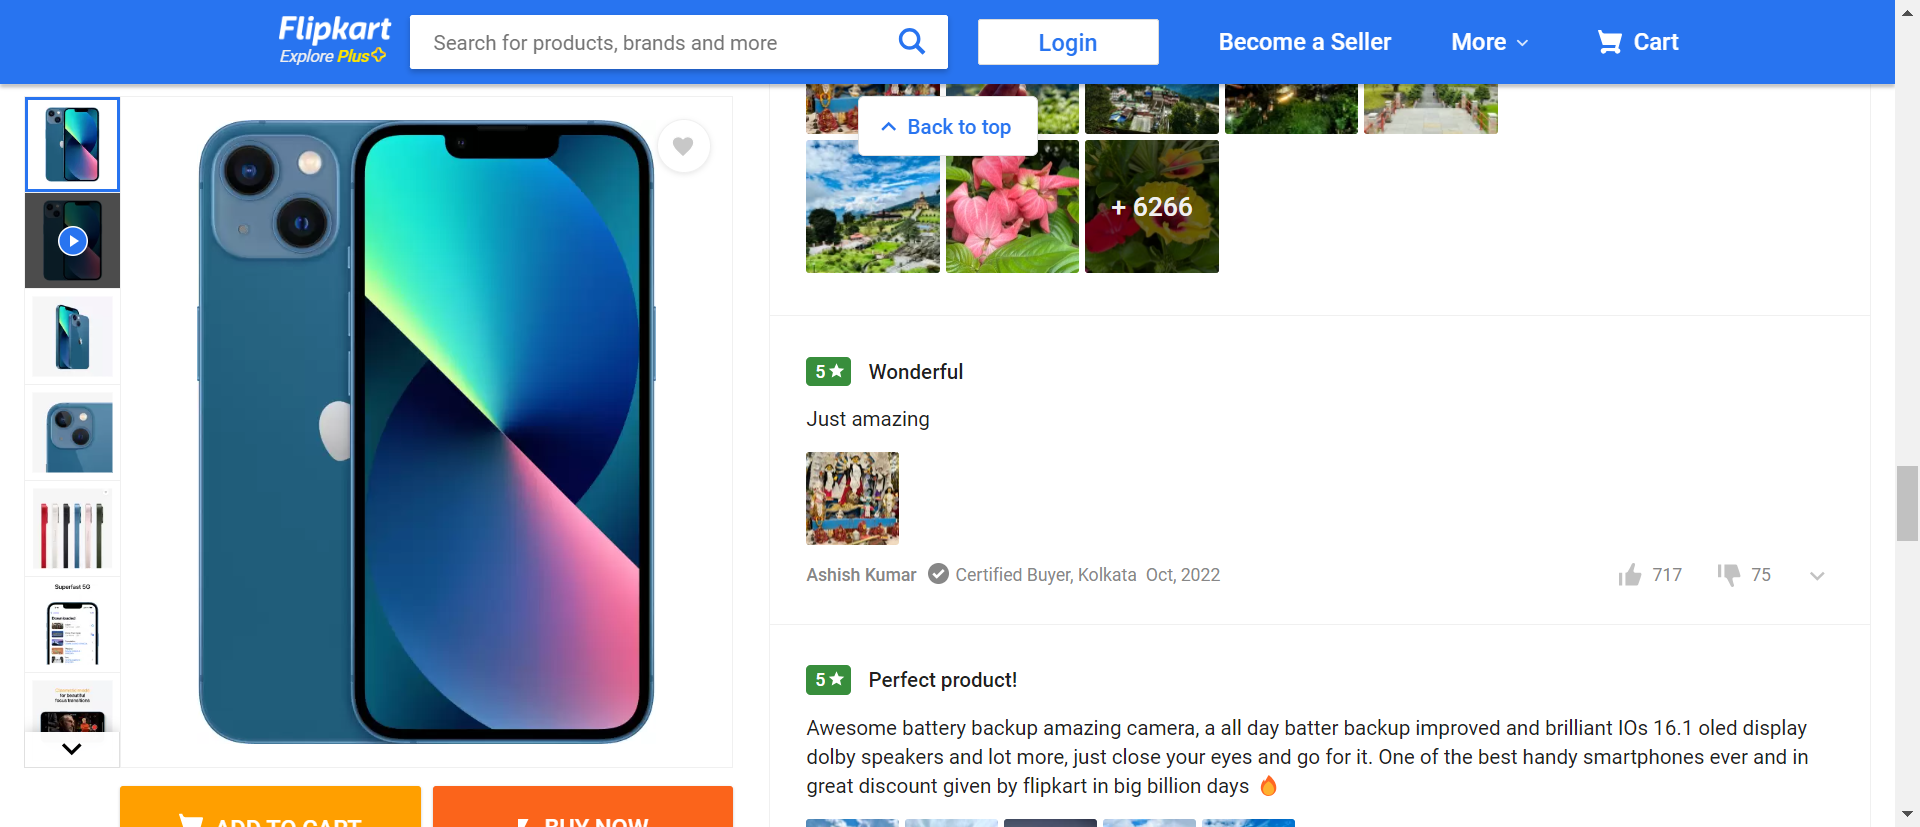 Flipkart
Explore Plus
Search for products, brands and more
Login
Become a Seller
More
Cart
Back to top
+ 6266
5★ Wonderful
Just amazing
Ashish Kumar Certified Buyer, Kolkata Oct, 2022
717 75
Superfast 5G
for beautiful
focus transitions
5★ Perfect product!
Awesome battery backup amazing camera, a all day batter backup improved and brilliant IOs 16.1 oled display
dolby speakers and lot more, just close your eyes and go for it. One of the best handy smartphones ever and in
great discount given by flipkart in big billion days 🔥
ADD TO CART
BUY NOW